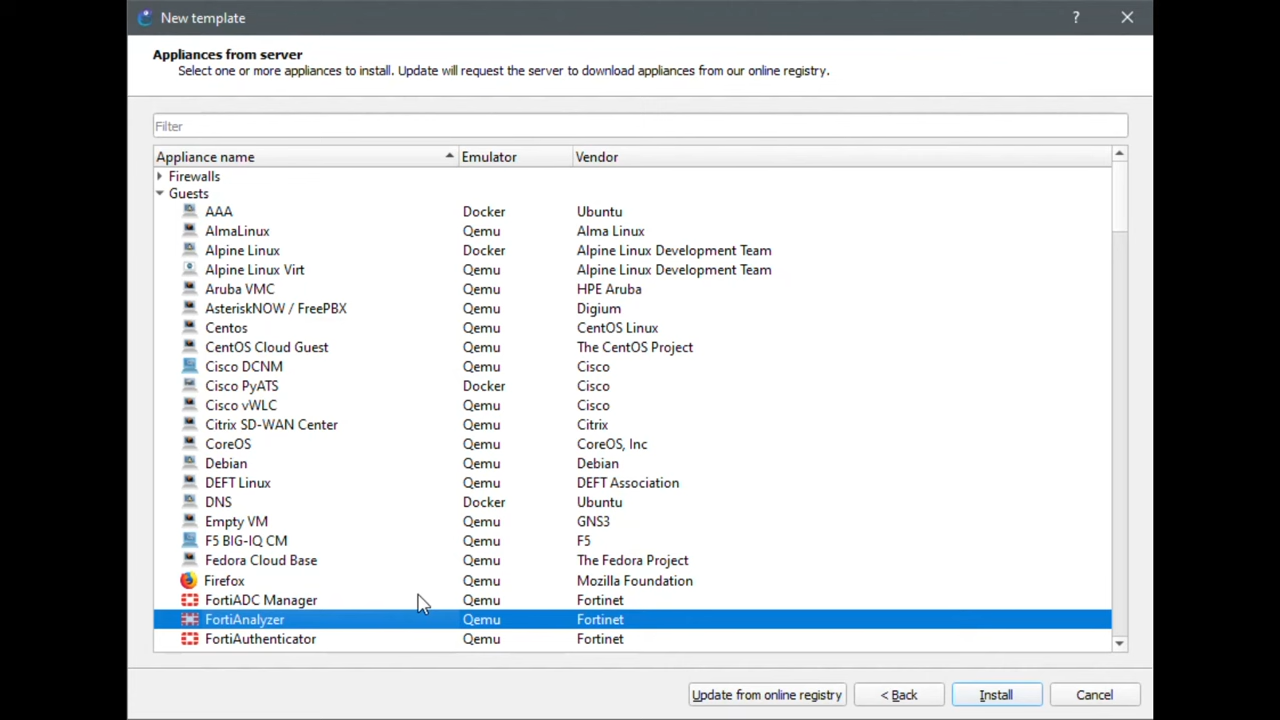 New template
?
Appliances from server
Select one or more appliances to install. Update will request the server to download appliances from our online registry.
Filter
Appliance name Emulator Vendor
Firewalls
Guests
AAA Docker Ubuntu
AlmaLinux Qemu Alma Linux
Alpine Linux Docker Alpine Linux Development Team
Alpine Linux Virt Qemu Alpine Linux Development Team
Aruba VMC Qemu HPE Aruba
AsteriskNOW / FreePBX Qemu Digium
Centos Qemu CentOS Linux
CentOS Cloud Guest Qemu The CentOS Project
Cisco DCNM Qemu Cisco
Cisco PyATS Docker Cisco
Cisco vWLC Qemu Cisco
Citrix SD-WAN Center Qemu Citrix
CoreOS Qemu CoreOS, Inc
Debian Qemu Debian
DEFT Linux Qemu DEFT Association
DNS Docker Ubuntu
Empty VM Qemu GNS3
F5 BIG-IQ CM Qemu F5
Fedora Cloud Base Qemu The Fedora Project
Firefox Qemu Mozilla Foundation
FortiADC Manager Qemu Fortinet
FortiAnalyzer Qemu Fortinet
FortiAuthenticator Qemu Fortinet
Update from online registry < Back Install Cancel